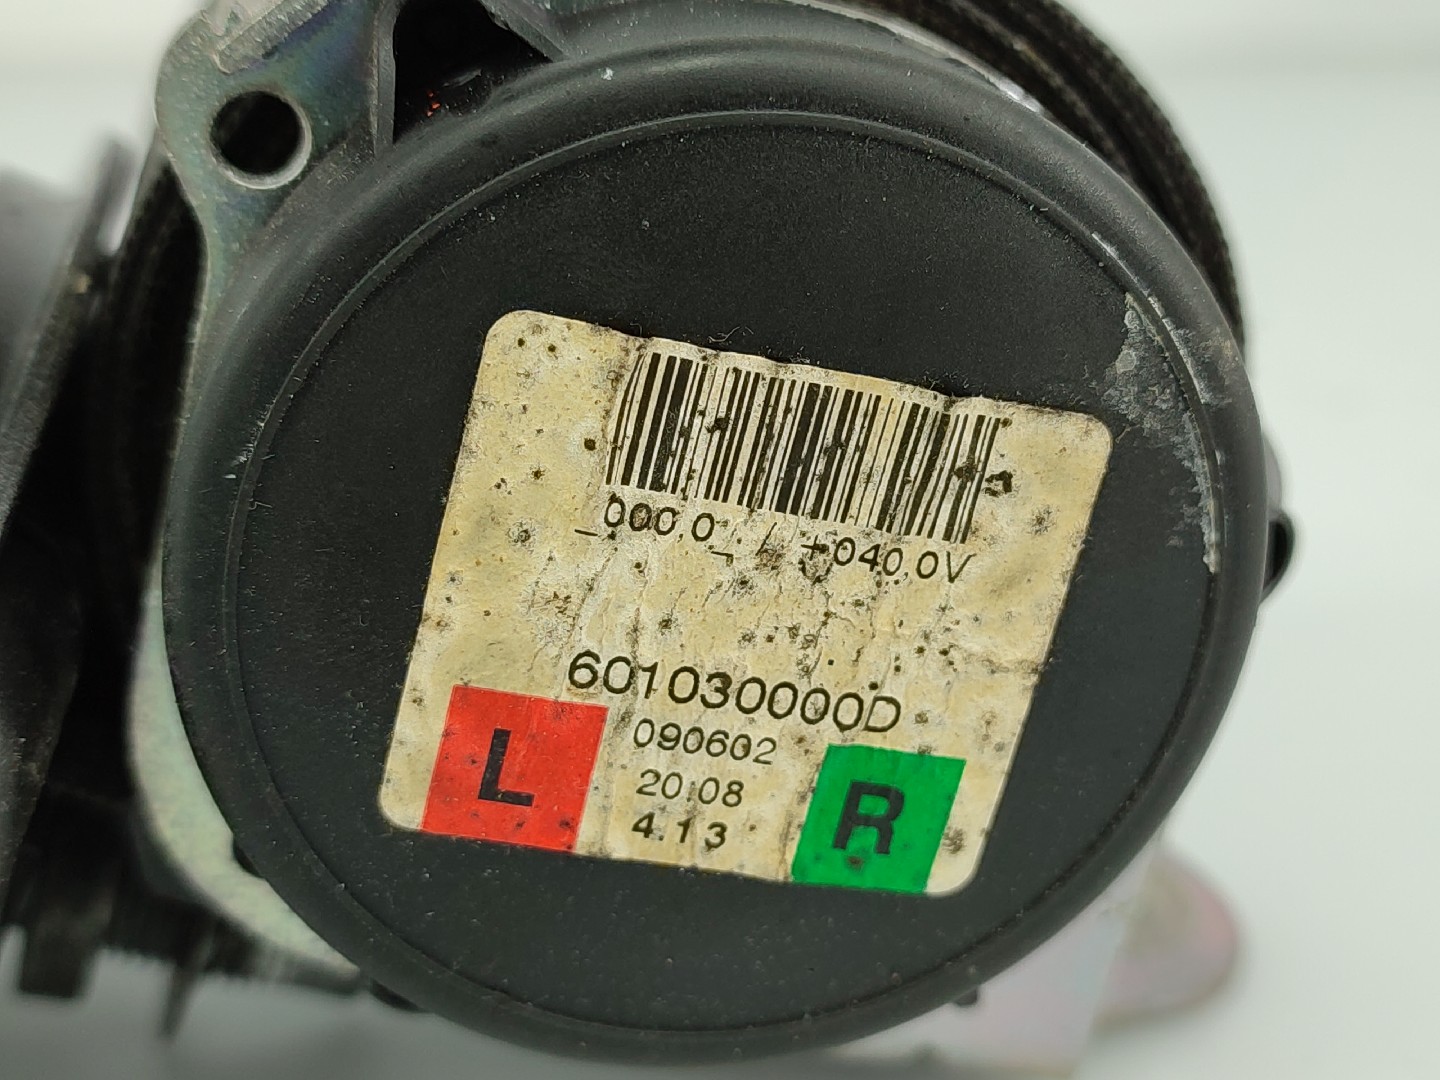 _000,0_ / +040,0V
601030000D
090602
L 20:08 R
4.13